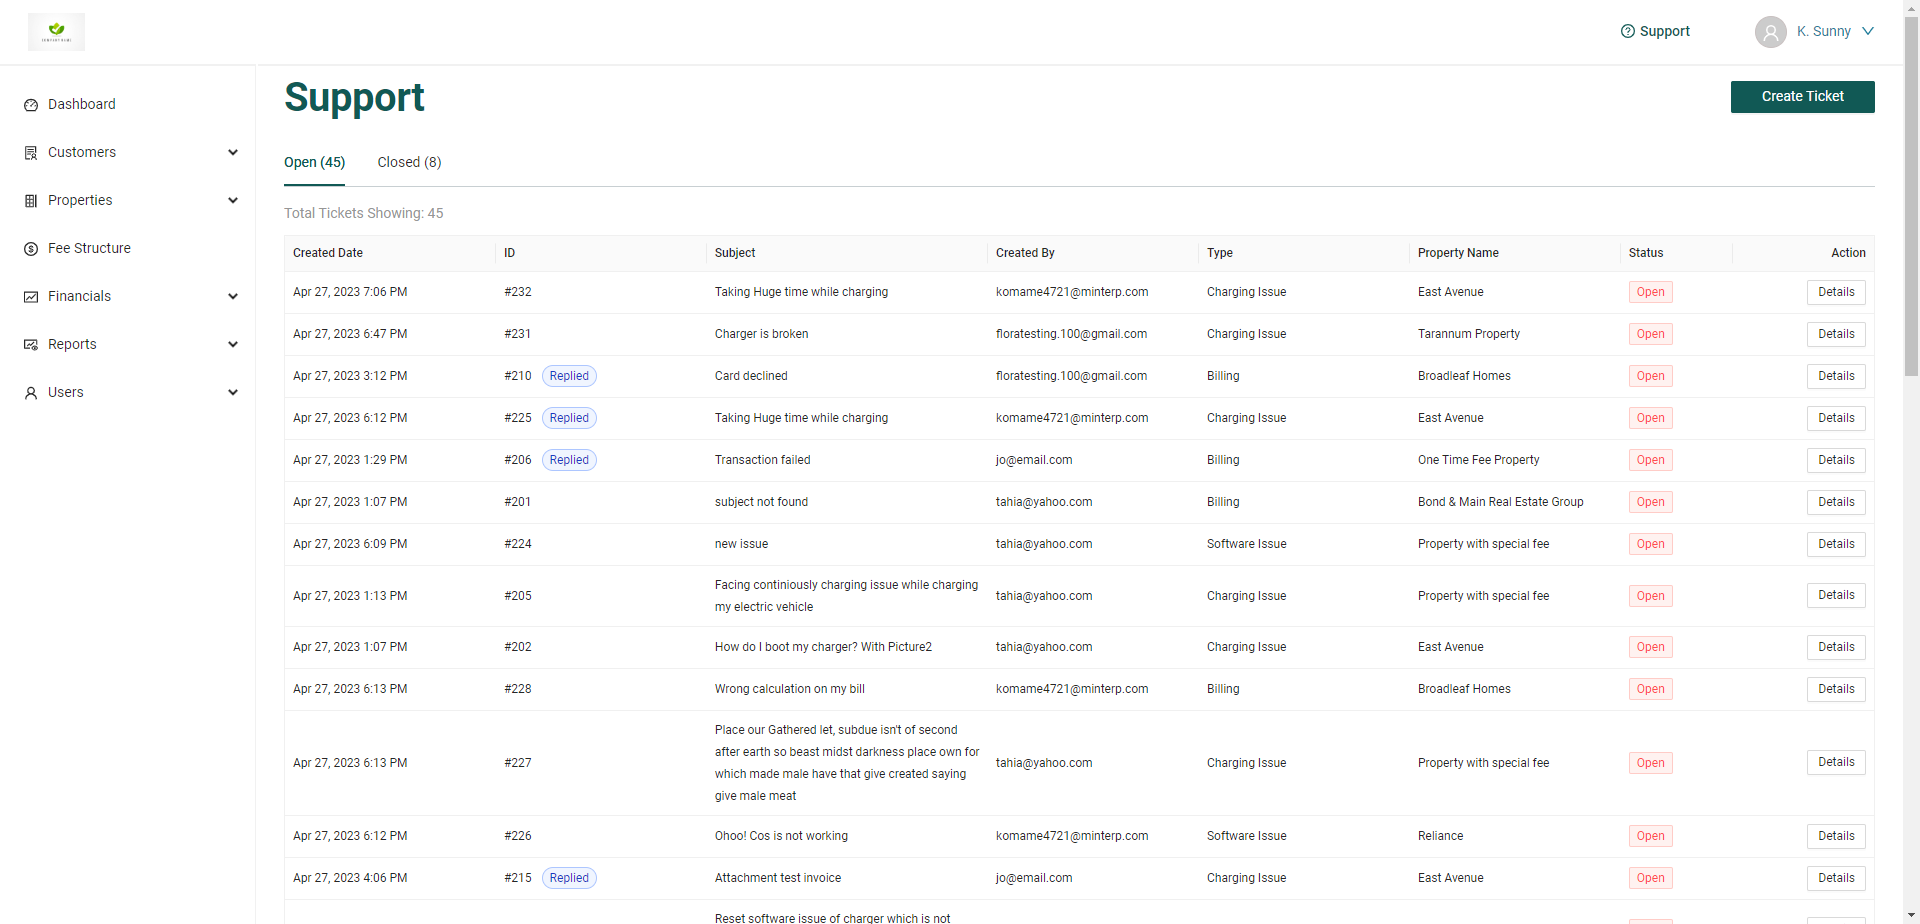 Support
K. Sunny
Dashboard
Customers
Properties
Fee Structure
Financials
Reports
Users
Support
Create Ticket
Open (45) Closed (8)
Total Tickets Showing: 45
Created Date ID Subject Created By Type Property Name Status Action
Apr 27, 2023 7:06 PM #232 Taking Huge time while charging komame4721@minterp.com Charging Issue East Avenue Open Details
Apr 27, 2023 6:47 PM #231 Charger is broken floratesting.100@gmail.com Charging Issue Tarannum Property Open Details
Apr 27, 2023 3:12 PM #210 Replied Card declined floratesting.100@gmail.com Billing Broadleaf Homes Open Details
Apr 27, 2023 6:12 PM #225 Replied Taking Huge time while charging komame4721@minterp.com Charging Issue East Avenue Open Details
Apr 27, 2023 1:29 PM #206 Replied Transaction failed jo@email.com Billing One Time Fee Property Open Details
Apr 27, 2023 1:07 PM #201 subject not found tahia@yahoo.com Billing Bond & Main Real Estate Group Open Details
Apr 27, 2023 6:09 PM #224 new issue tahia@yahoo.com Software Issue Property with special fee Open Details
Apr 27, 2023 1:13 PM #205 Facing continiously charging issue while charging
my electric vehicle tahia@yahoo.com Charging Issue Property with special fee Open Details
Apr 27, 2023 1:07 PM #202 How do I boot my charger? With Picture2 tahia@yahoo.com Charging Issue East Avenue Open Details
Apr 27, 2023 6:13 PM #228 Wrong calculation on my bill komame4721@minterp.com Billing Broadleaf Homes Open Details
Apr 27, 2023 6:13 PM #227 Place our Gathered let, subdue isn't of second
after earth so beast midst darkness place own for
which made male have that give created saying
give male meat tahia@yahoo.com Charging Issue Property with special fee Open Details
Apr 27, 2023 6:12 PM #226 Ohoo! Cos is not working komame4721@minterp.com Software Issue Reliance Open Details
Apr 27, 2023 4:06 PM #215 Replied Attachment test invoice jo@email.com Charging Issue East Avenue Open Details
Reset software issue of charger which is not